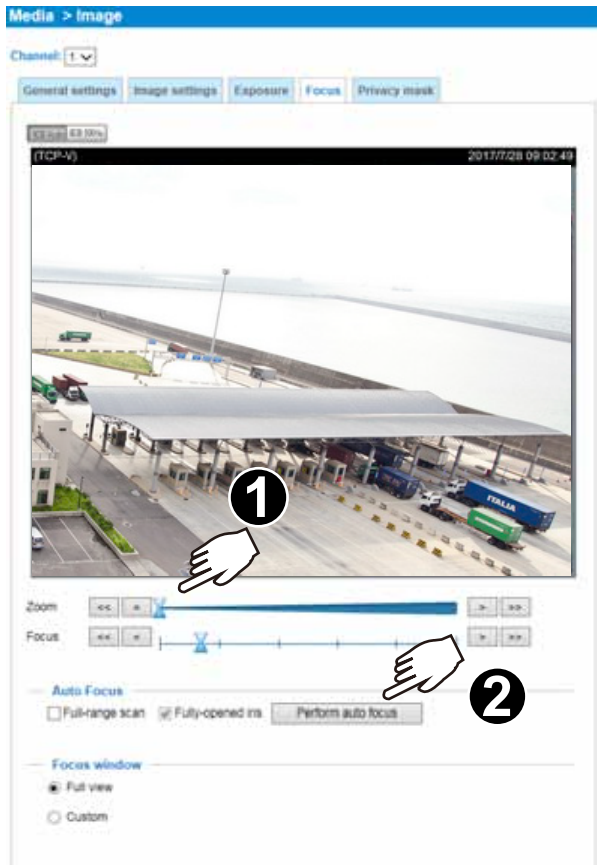 Media > Image
Channel: 1
General settings Image settings Exposure Focus Privacy mask
(TCP-V) 2017/7/28 09:02:49
ITALIA
1
Zoom << < > >>
Focus << < > >>
2
Auto Focus
Full-range scan Fully-opened iris Perform auto focus
Focus window
Full view
Custom